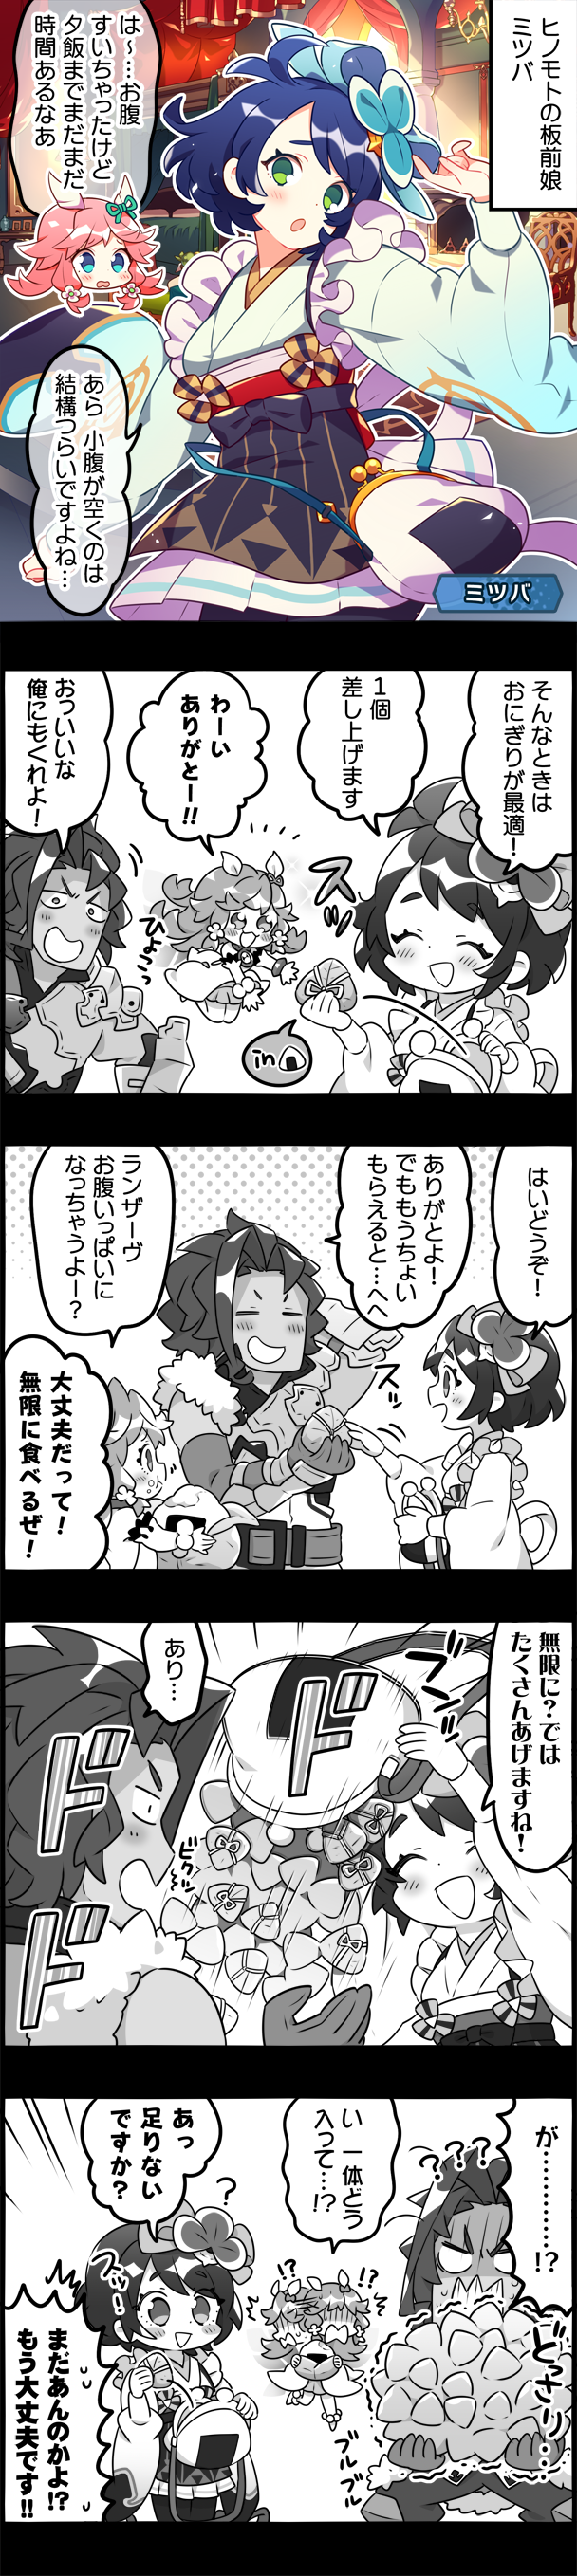 ヒノモトの板前娘
ミツバ
は～…お腹
すいちゃったけど
夕飯までまだまだ
時間あるなあ
あら 小腹が空くのは
結構つらいですよね…
ミツバ
そんなときは
おにぎりが最適！
1個
差し上げます
わーい
ありがとー!!
おっいいな
俺にもくれよ！
スッ
ひょこっ
in
はいどうぞ！
ありがとよ！
でももうちょい
もらえると…へへ
スッ
ランザーヴ
お腹いっぱいに
なっちゃうよー？
大丈夫だって！
無限に食べるぜ！
無限に？では
たくさんあげますね！
ブンッ
あり…
ドドド
ビクッ
が…………!?
???
どっさり…
い 一体どう
入って…!?
!?
!?
ブルブル
あっ
足りない
ですか？
?
スッ！
まだあんのかよ!?
もう大丈夫です!!